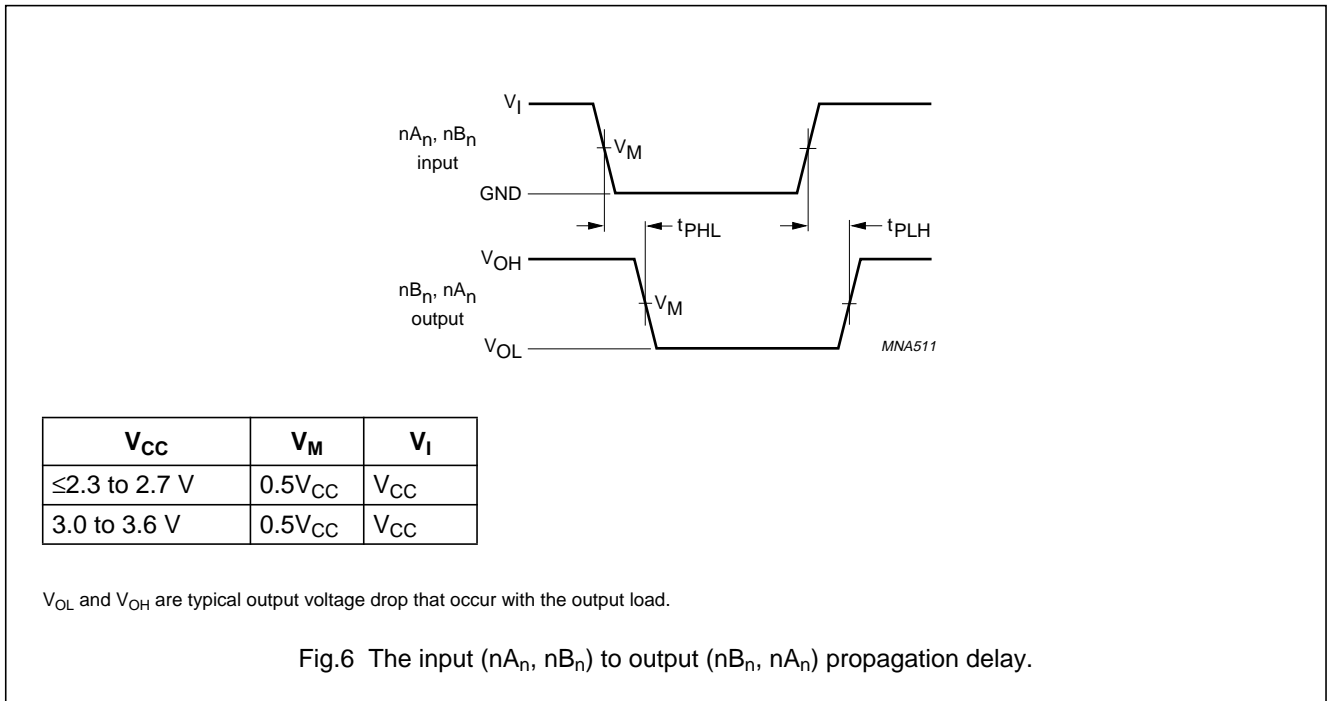 V_I
nA_n, nB_n
input
V_M
GND
t_PHL
t_PLH
V_OH
nB_n, nA_n
output
V_M
V_OL
MNA511
V_CC V_M V_I
≤2.3 to 2.7 V 0.5V_CC V_CC
3.0 to 3.6 V 0.5V_CC V_CC
V_OL and V_OH are typical output voltage drop that occur with the output load.
Fig.6 The input (nA_n, nB_n) to output (nB_n, nA_n) propagation delay.